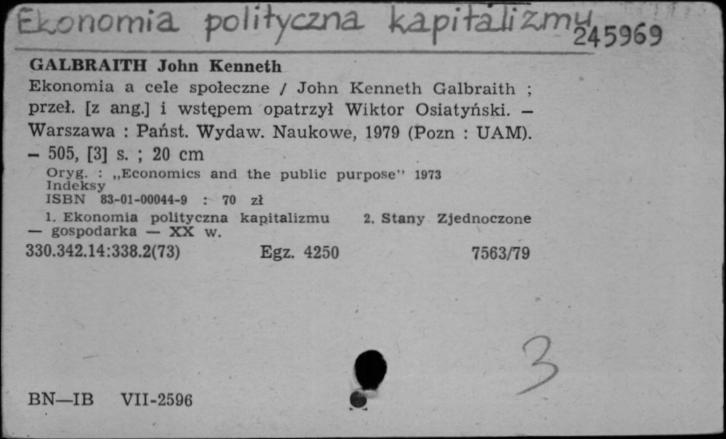 Ekonomia polityczna kapitalizmu
245969
GALBRAITH John Kenneth
Ekonomia a cele społeczne / John Kenneth Galbraith ;
przeł. [z ang.] i wstępem opatrzył Wiktor Osiatyński. —
Warszawa : Państ. Wydaw. Naukowe, 1979 (Pozn : UAM).
— 505, [3] s. ; 20 cm
Oryg. : „Economics and the public purpose" 1973
Indeksy
ISBN 83-01-00044-9 : 70 zł
1. Ekonomia polityczna kapitalizmu 2. Stany Zjednoczone
— gospodarka — XX w.
330.342.14:338.2(73) Egz. 4250 7563/79
3
BN—IB VII-2596